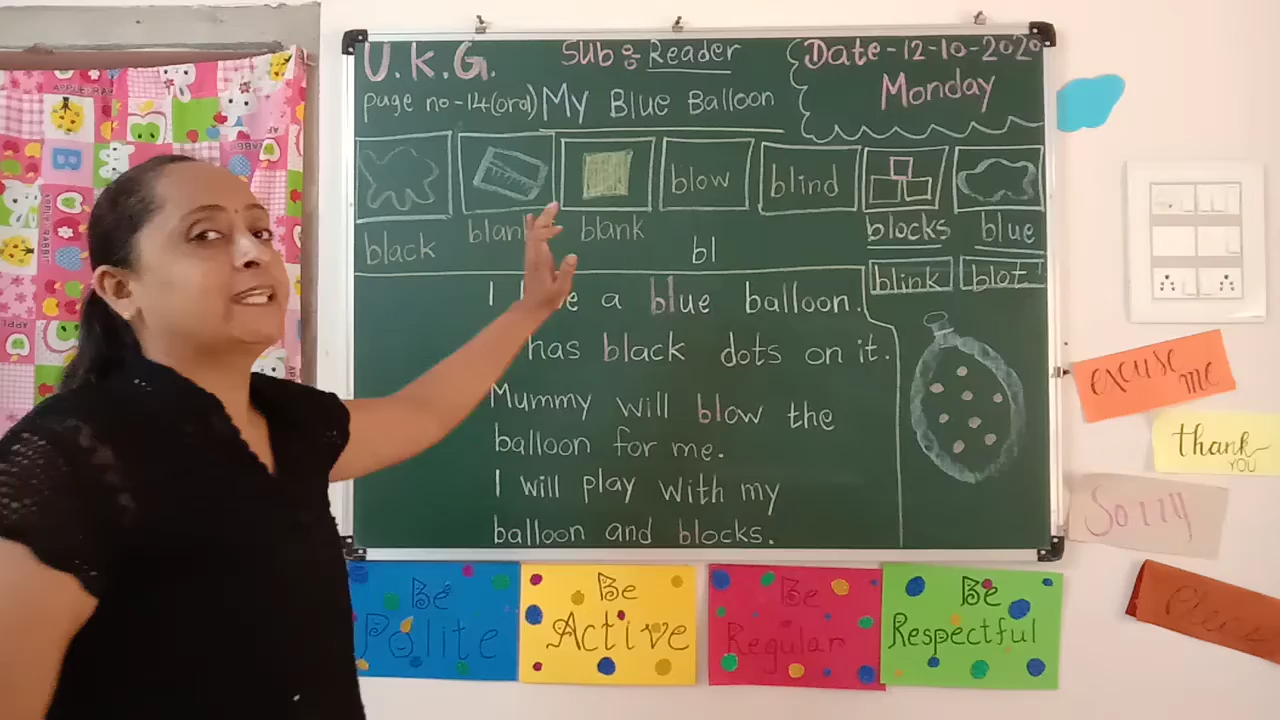 U.K.G.
Sub : Reader
Date - 12-10-2020
Monday
page no - 14 (oral) My Blue Balloon
blow
blind
black
blank
bl
blocks
blue
blink
blot
I a blue balloon.
has black dots on it.
Mummy will blow the
balloon for me.
I will play with my
balloon and blocks.
excuse me
thank YOU
Sorry
Be Polite
Be Active
Be Regular
Be Respectful
APPLE RABBIT